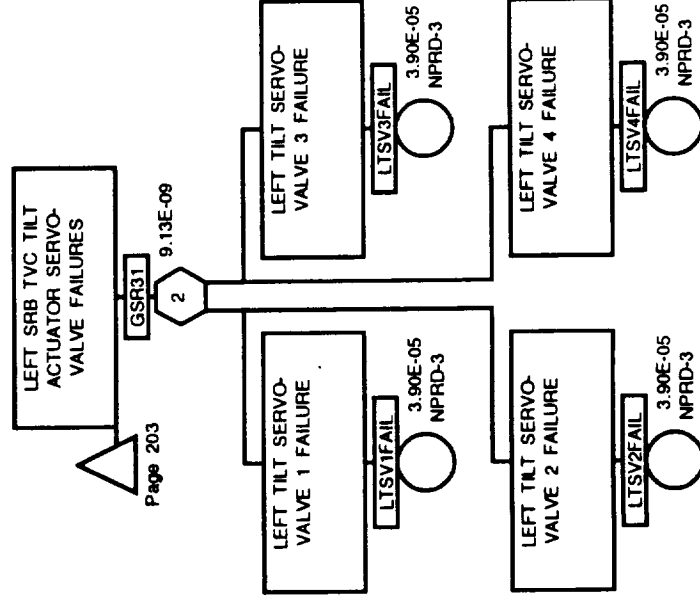 LEFT SRB TVC TILT
ACTUATOR SERVO-
VALVE FAILURES
GSR31
9.13E-09
2
Page 203
LEFT TILT SERVO-
VALVE 1 FAILURE
LTSV1FAIL
3.90E-05
NPRD-3
LEFT TILT SERVO-
VALVE 3 FAILURE
LTSV3FAIL
3.90E-05
NPRD-3
LEFT TILT SERVO-
VALVE 2 FAILURE
LTSV2FAIL
3.90E-05
NPRD-3
LEFT TILT SERVO-
VALVE 4 FAILURE
LTSV4FAIL
3.90E-05
NPRD-3